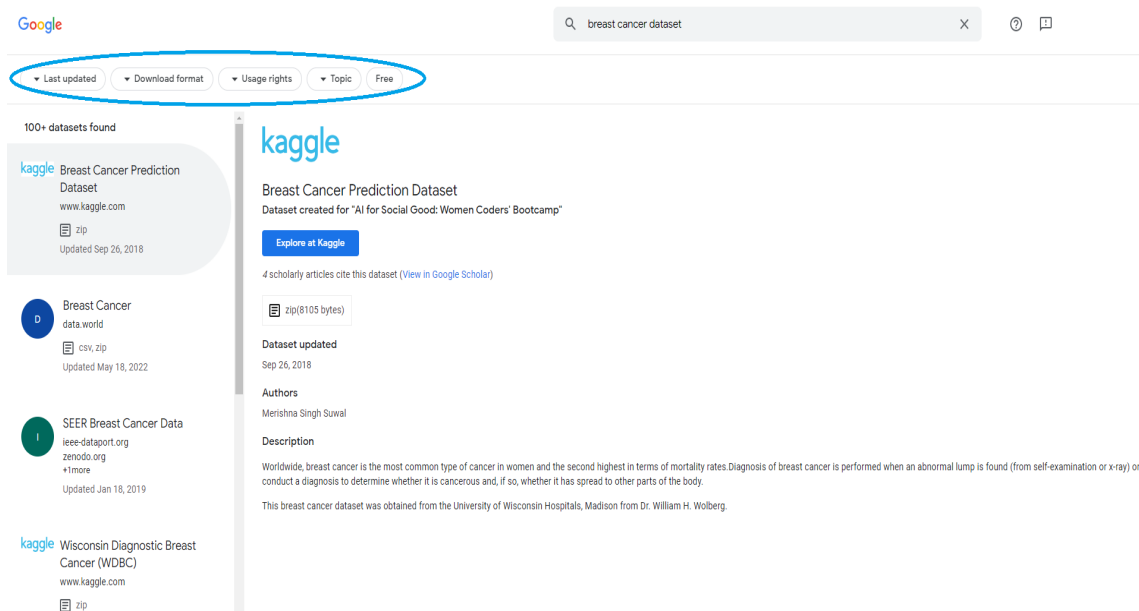 Google
breast cancer dataset
Last updated
Download format
Usage rights
Topic
Free
100+ datasets found
kaggle
Breast Cancer Prediction
Dataset
www.kaggle.com
zip
Updated Sep 26, 2018
D
Breast Cancer
data.world
csv, zip
Updated May 18, 2022
I
SEER Breast Cancer Data
ieee-dataport.org
zenodo.org
+1more
Updated Jan 18, 2019
kaggle
Wisconsin Diagnostic Breast
Cancer (WDBC)
www.kaggle.com
zip
kaggle
Breast Cancer Prediction Dataset
Dataset created for "AI for Social Good: Women Coders' Bootcamp"
Explore at Kaggle
4 scholarly articles cite this dataset (View in Google Scholar)
zip(8105 bytes)
Dataset updated
Sep 26, 2018
Authors
Merishna Singh Suwal
Description
Worldwide, breast cancer is the most common type of cancer in women and the second highest in terms of mortality rates.Diagnosis of breast cancer is performed when an abnormal lump is found (from self-examination or x-ray) or
conduct a diagnosis to determine whether it is cancerous and, if so, whether it has spread to other parts of the body.
This breast cancer dataset was obtained from the University of Wisconsin Hospitals, Madison from Dr. William H. Wolberg.